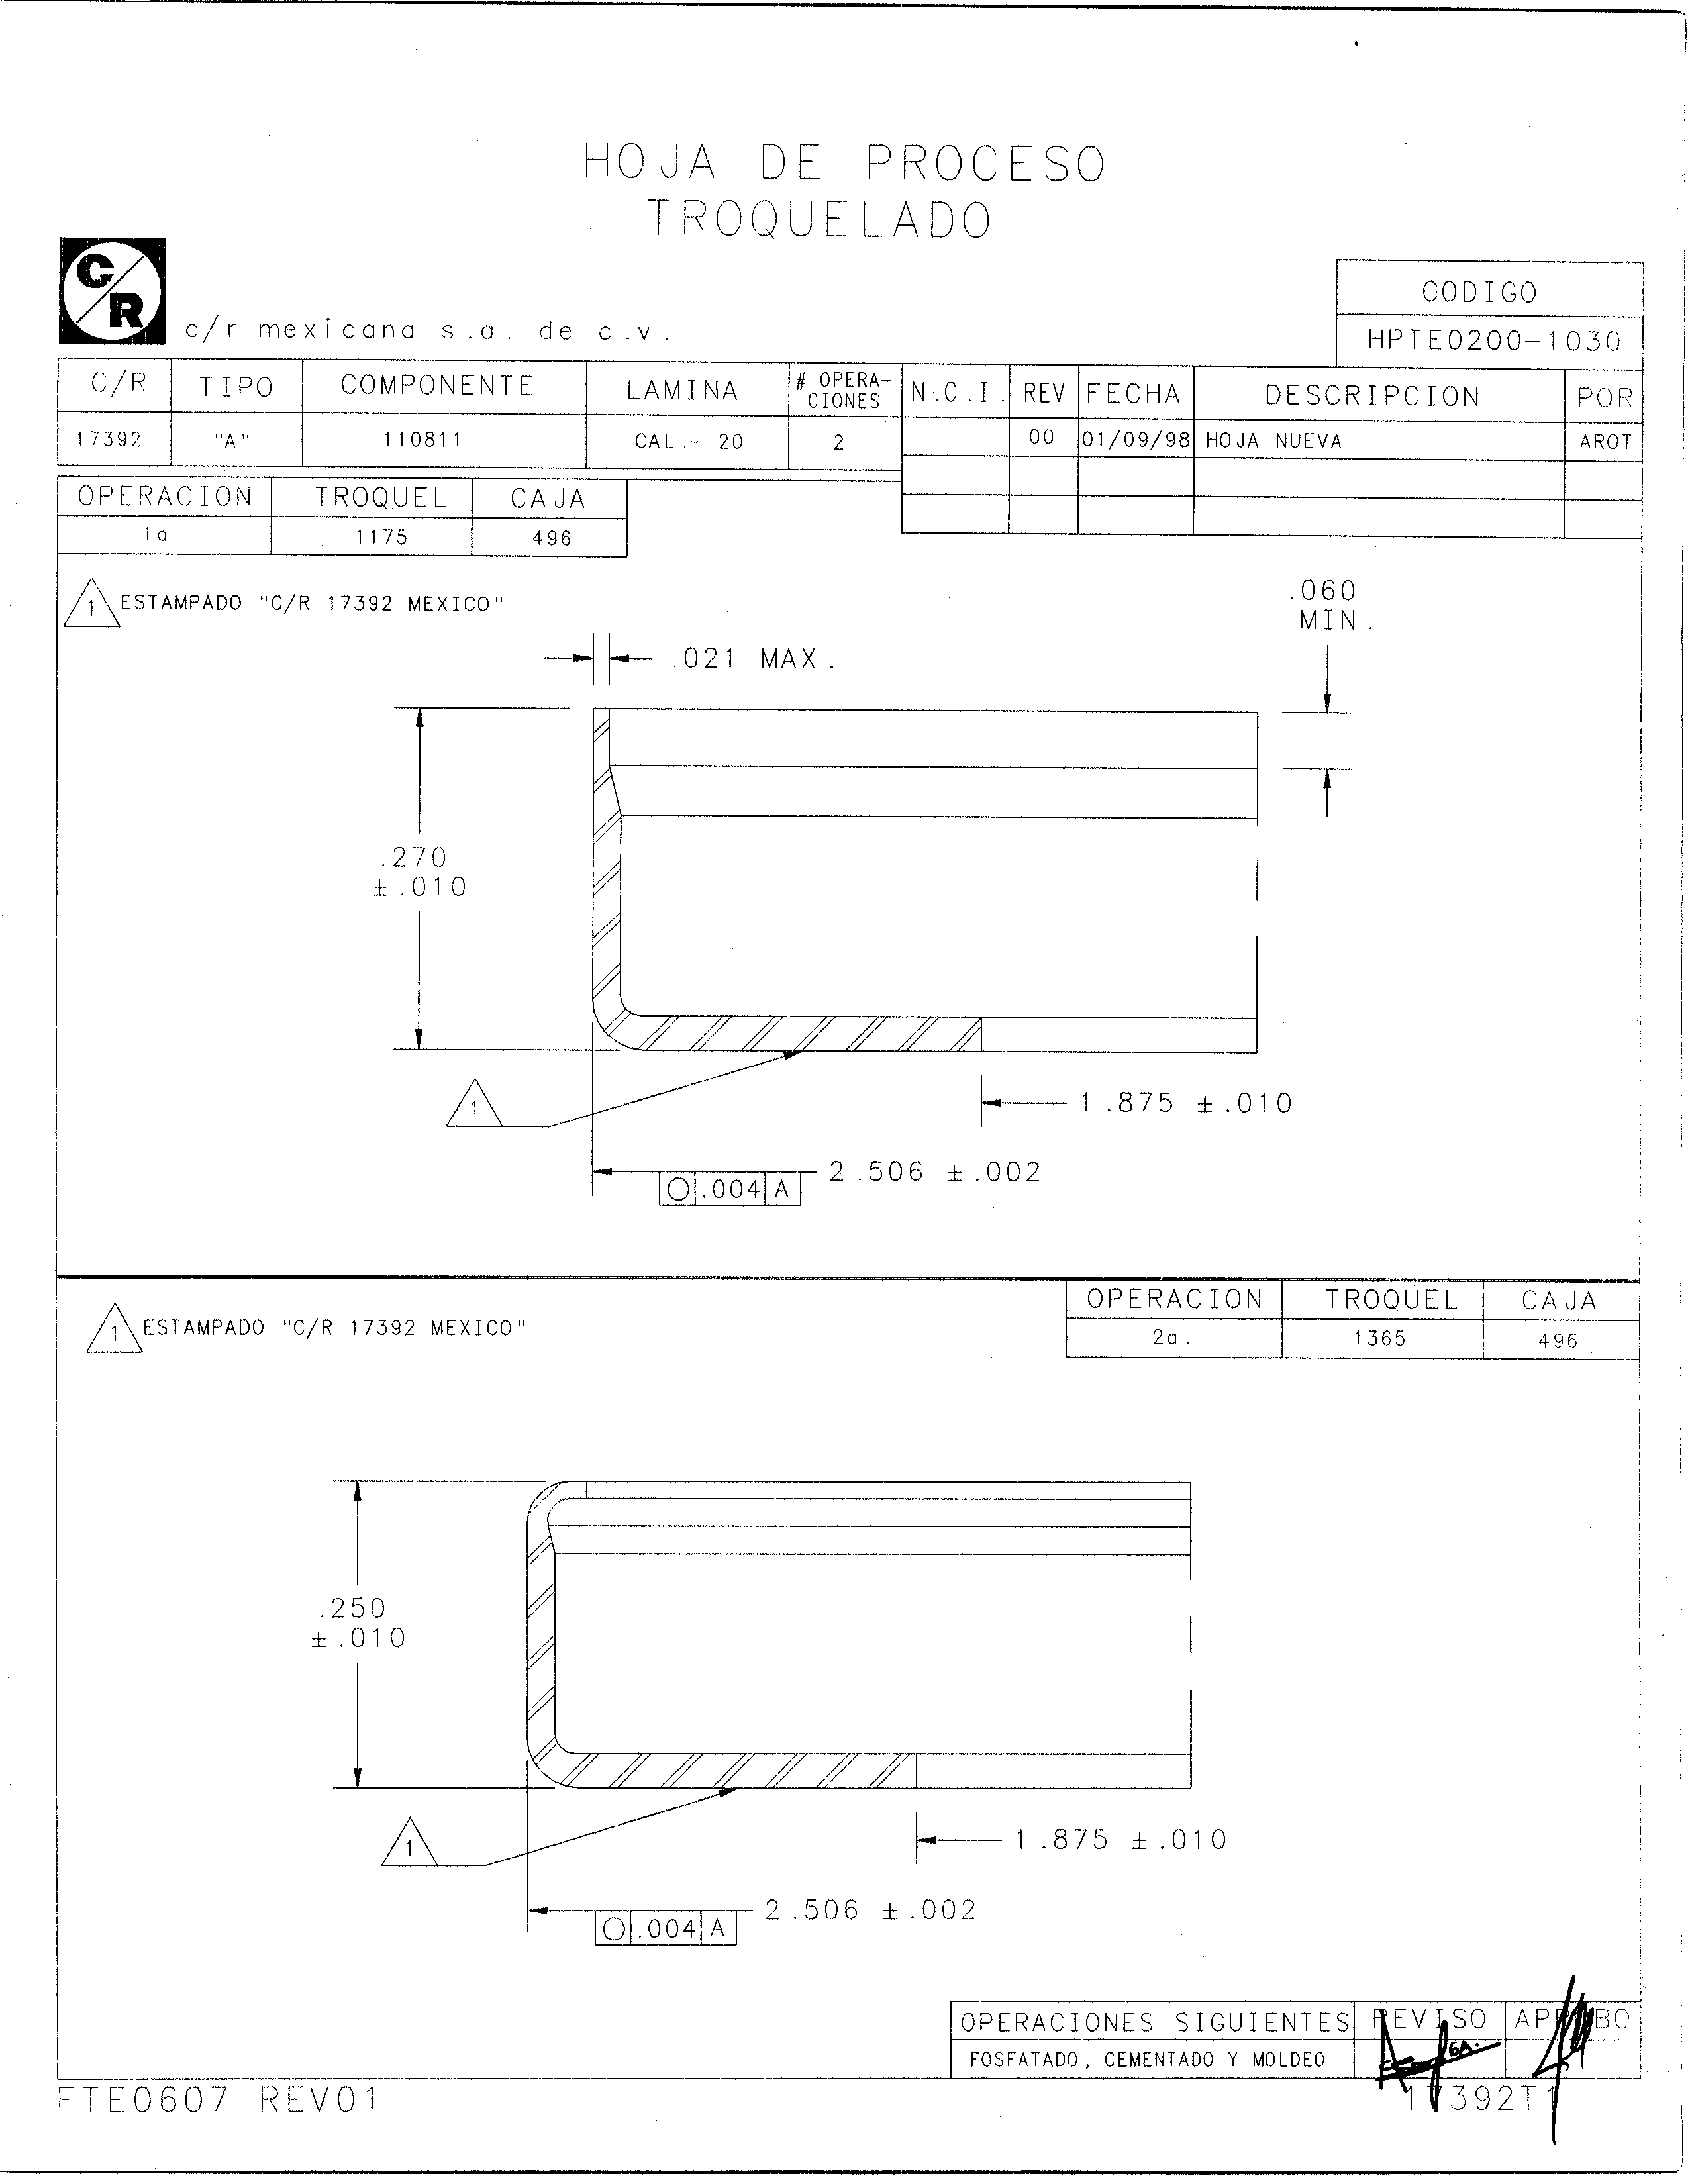 HOJA DE PROCESO
TROQUELADO
C/R
c/r mexicana s.a. de c.v.
CODIGO
HPTE0200-1030
C/R TIPO COMPONENTE LAMINA # OPERA-CIONES N.C.I. REV FECHA DESCRIPCION POR
17392 "A" 110811 CAL.- 20 2 00 01/09/98 HOJA NUEVA AROT
OPERACION TROQUEL CAJA
1a. 1175 496
1 ESTAMPADO "C/R 17392 MEXICO"
.060
MIN.
.021 MAX.
.270
±.010
1
1.875 ±.010
2.506 ±.002
○ .004 A
OPERACION TROQUEL CAJA
2a. 1365 496
1 ESTAMPADO "C/R 17392 MEXICO"
.250
±.010
1
1.875 ±.010
2.506 ±.002
○ .004 A
OPERACIONES SIGUIENTES REVISO APROBO
FOSFATADO, CEMENTADO Y MOLDEO
FTE0607 REV01
17392T1